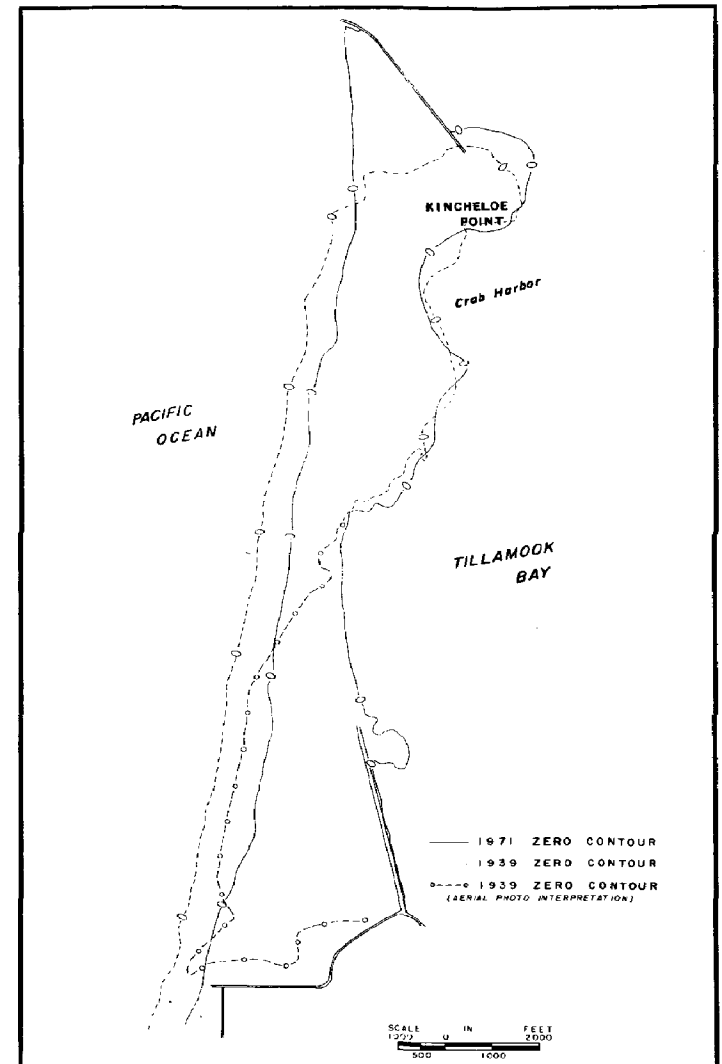 KINCHELOE
POINT
Crab Harbor
PACIFIC
OCEAN
TILLAMOOK
BAY
1971 ZERO CONTOUR
1939 ZERO CONTOUR
1939 ZERO CONTOUR
(AERIAL PHOTO INTERPRETATION)
SCALE IN FEET
1000 0 2000
500 1000